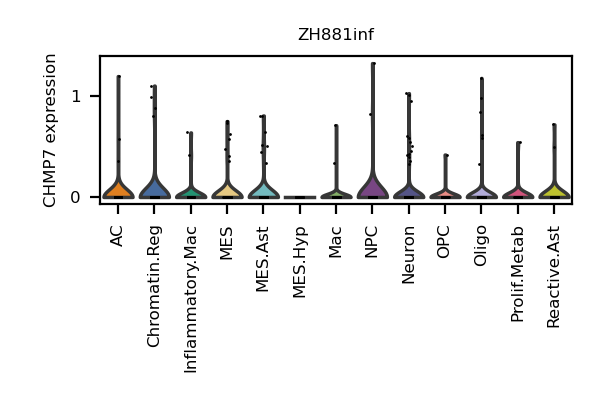 ZH881inf
CHMP7 expression
1
0
AC
Chromatin.Reg
Inflammatory.Mac
MES
MES.Ast
MES.Hyp
Mac
NPC
Neuron
OPC
Oligo
Prolif.Metab
Reactive.Ast